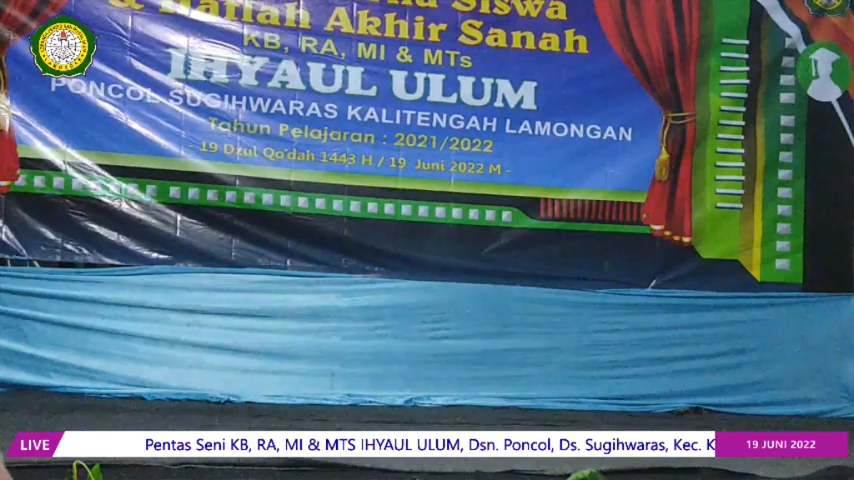 & Haflah Akhir Sanah
KB, RA, MI & MTs
IHYAUL ULUM
PONCOL SUGIHWARAS KALITENGAH LAMONGAN
Tahun Pelajaran : 2021/2022
- 19 Dzul Qo'dah 1443 H / 19 Juni 2022 M -
LIVE
Pentas Seni KB, RA, MI & MTS IHYAUL ULUM, Dsn. Poncol, Ds. Sugihwaras, Kec. K
19 JUNI 2022